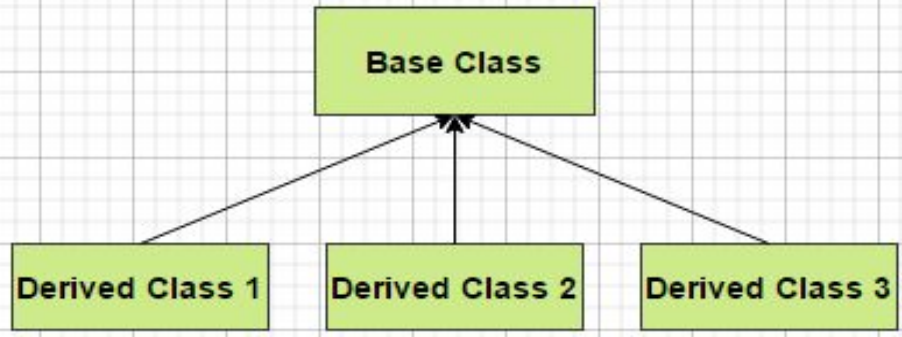 Base Class
Derived Class 1
Derived Class 2
Derived Class 3